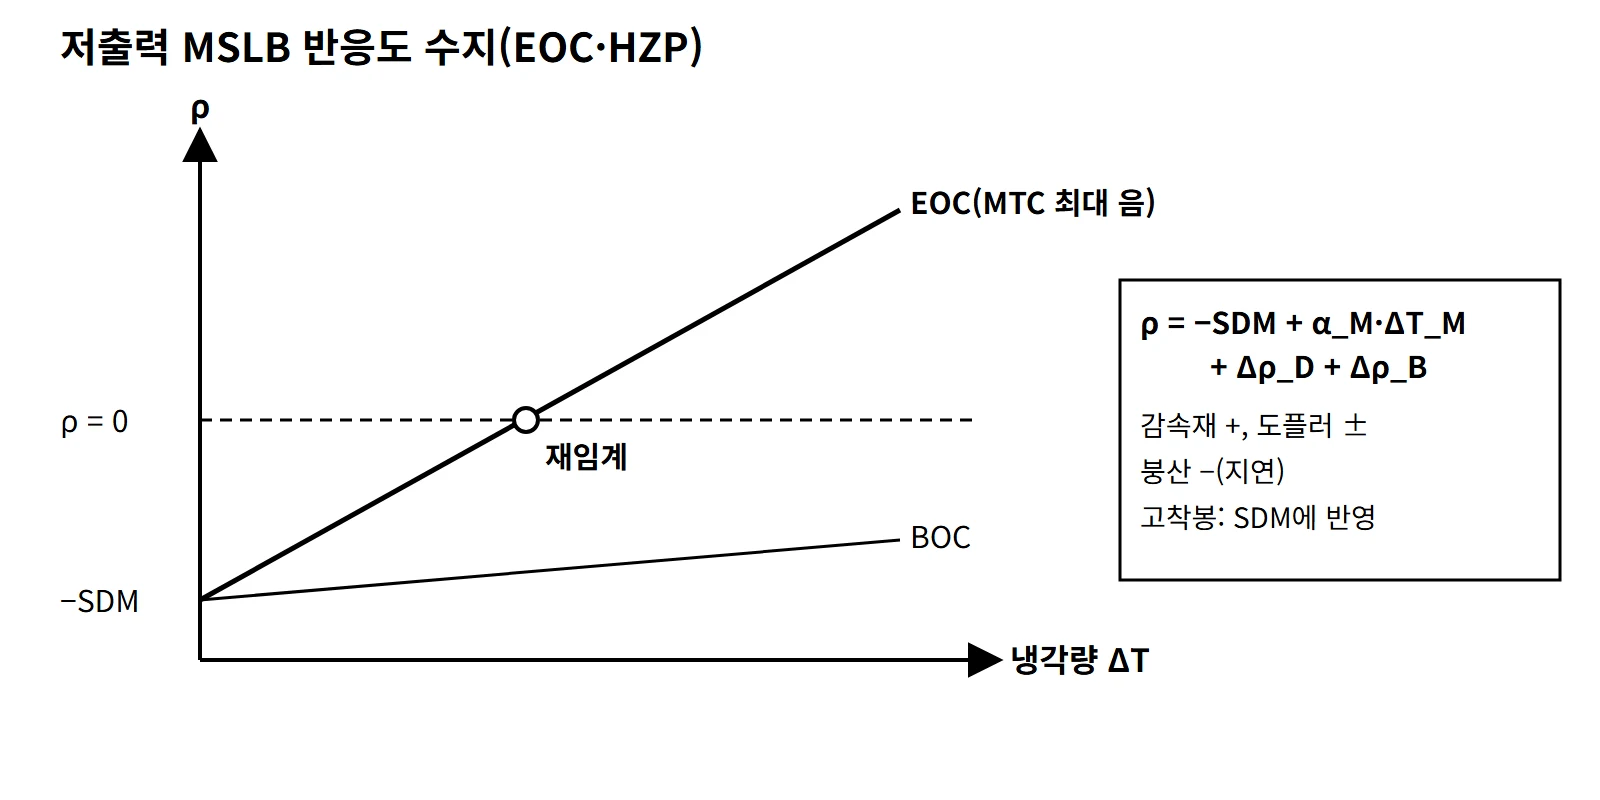 저출력 MSLB 반응도 수지(EOC·HZP)
ρ
EOC(MTC 최대 음)
ρ = −SDM + α_M·ΔT_M
+ Δρ_D + Δρ_B
감속재 +, 도플러 ±
붕산 −(지연)
고착봉: SDM에 반영
ρ = 0
재임계
BOC
−SDM
냉각량 ΔT